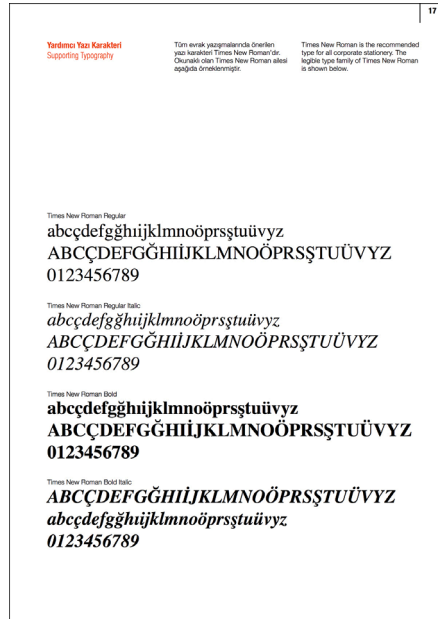 17
Yardımcı Yazı Karakteri
Supporting Typography
Tüm evrak yazışmalarında önerilen
yazı karakteri Times New Roman'dır.
Okunaklı olan Times New Roman ailesi
aşağıda örneklenmiştir.
Times New Roman is the recommended
type for all corporate stationery. The
legible type family of Times New Roman
is shown below.
Times New Roman Regular
abcçdefgğhıijklmnoöprsştuüvyz
ABCÇDEFGĞHIİJKLMNOÖPRSŞTUÜVYZ
0123456789
Times New Roman Regular Italic
abcçdefgğhıijklmnoöprsştuüvyz
ABCÇDEFGĞHIİJKLMNOÖPRSŞTUÜVYZ
0123456789
Times New Roman Bold
abcçdefgğhıijklmnoöprsştuüvyz
ABCÇDEFGĞHIİJKLMNOÖPRSŞTUÜVYZ
0123456789
Times New Roman Bold Italic
ABCÇDEFGĞHIİJKLMNOÖPRSŞTUÜVYZ
abcçdefgğhıijklmnoöprsştuüvyz
0123456789